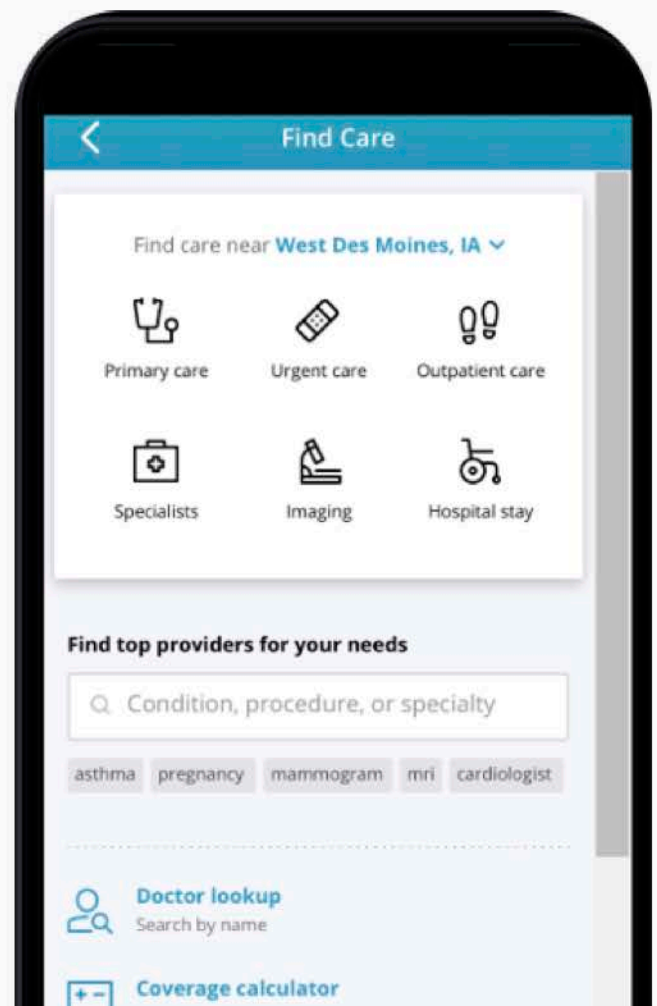 Find Care
Find care near West Des Moines, IA
Primary care Urgent care Outpatient care
Specialists Imaging Hospital stay
Find top providers for your needs
Condition, procedure, or specialty
asthma pregnancy mammogram mri cardiologist
Doctor lookup
Search by name
Coverage calculator